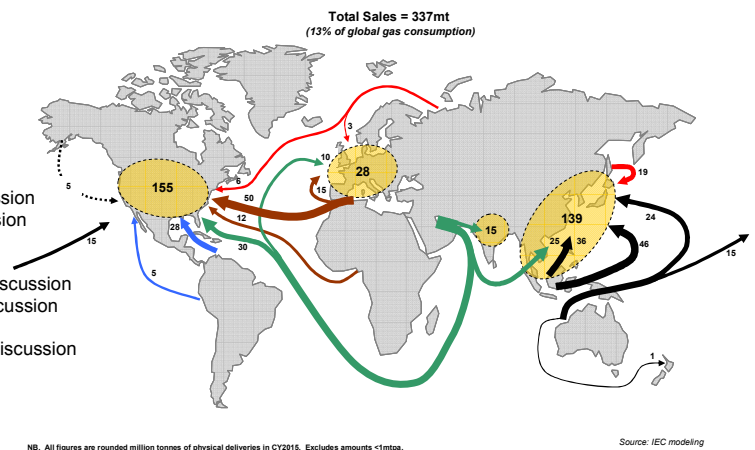 Total Sales = 337mt
(13% of global gas consumption)
3
10
28
6
15
155
50
5
12
28
30
15
5
15
139
25
36
19
24
46
15
1
ssion
sion
iscussion
cussion
iscussion
NB. All figures are rounded million tonnes of physical deliveries in CY2015. Excludes amounts <1mtpa.
Source: IEC modeling